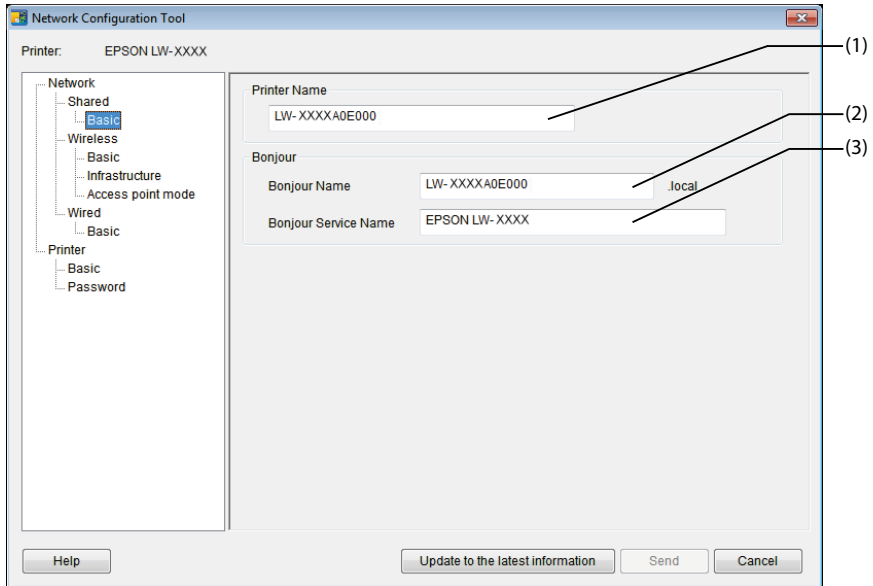 Network Configuration Tool
Printer: EPSON LW-XXXX
Network
Shared
Basic
Wireless
Basic
Infrastructure
Access point mode
Wired
Basic
Printer
Basic
Password
Printer Name
LW-XXXXA0E000
(1)
Bonjour
Bonjour Name LW-XXXXA0E000 .local
(2)
Bonjour Service Name EPSON LW-XXXX
(3)
Help Update to the latest information Send Cancel